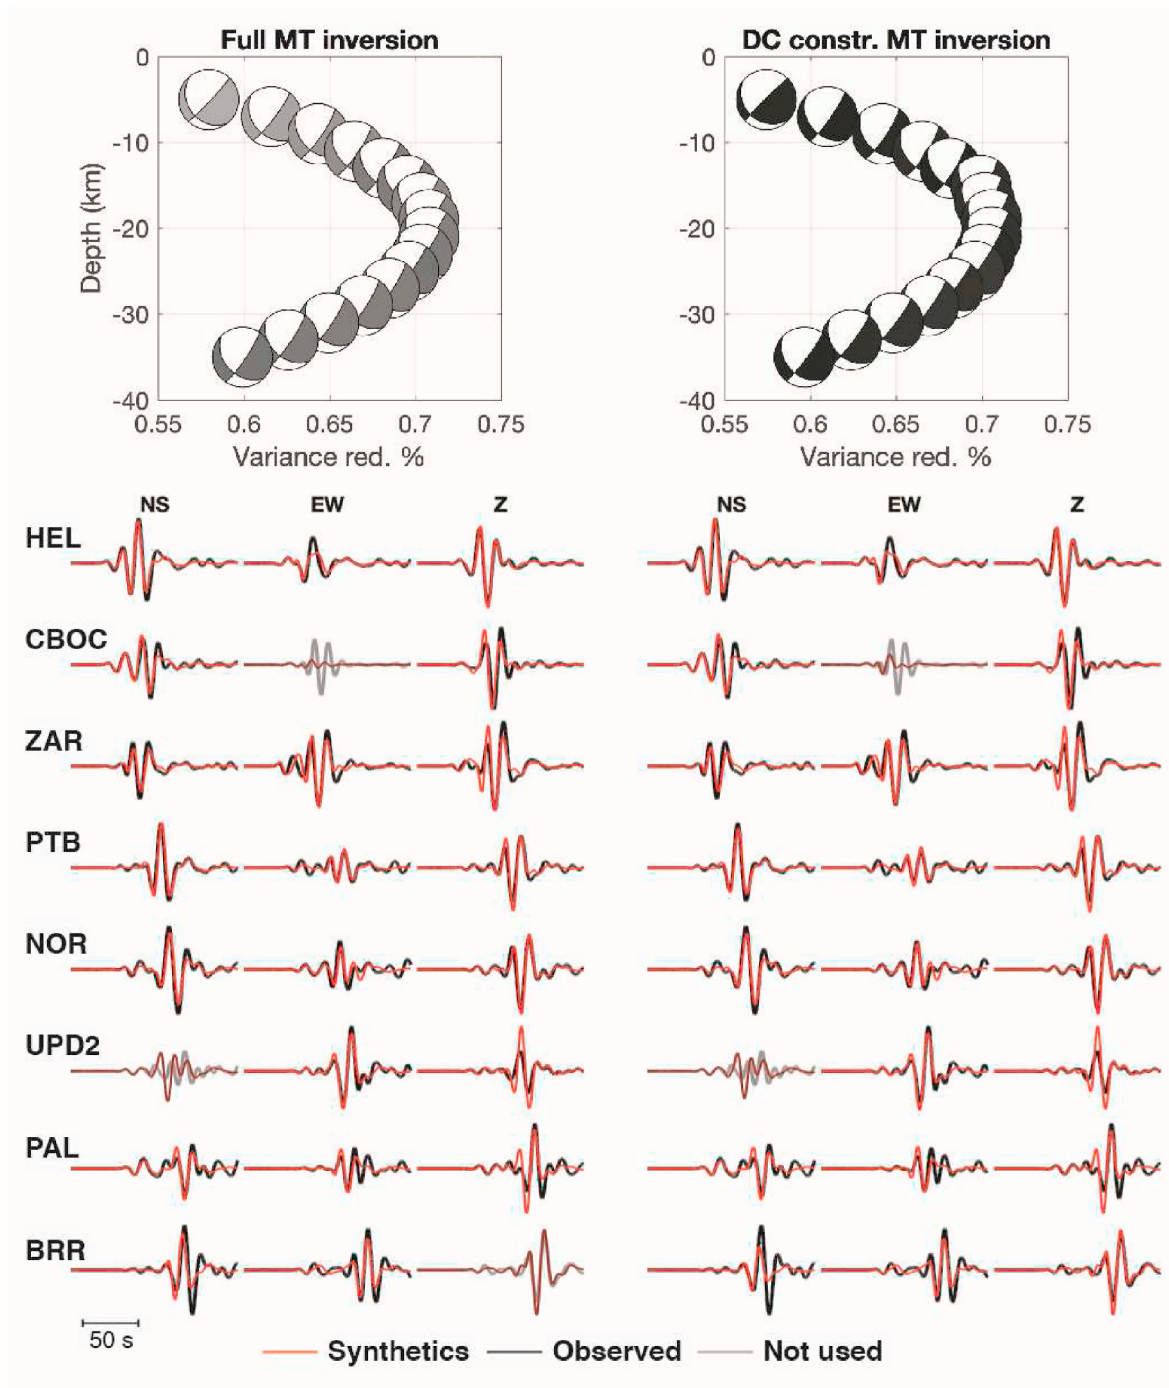 Full MT inversion
DC constr. MT inversion
0
-10
-20
-30
-40
Depth (km)
0.55 0.6 0.65 0.7 0.75
Variance red. %
0
-10
-20
-30
-40
0.55 0.6 0.65 0.7 0.75
Variance red. %
NS EW Z NS EW Z
HEL
CBOC
ZAR
PTB
NOR
UPD2
PAL
BRR
50 s
Synthetics Observed Not used